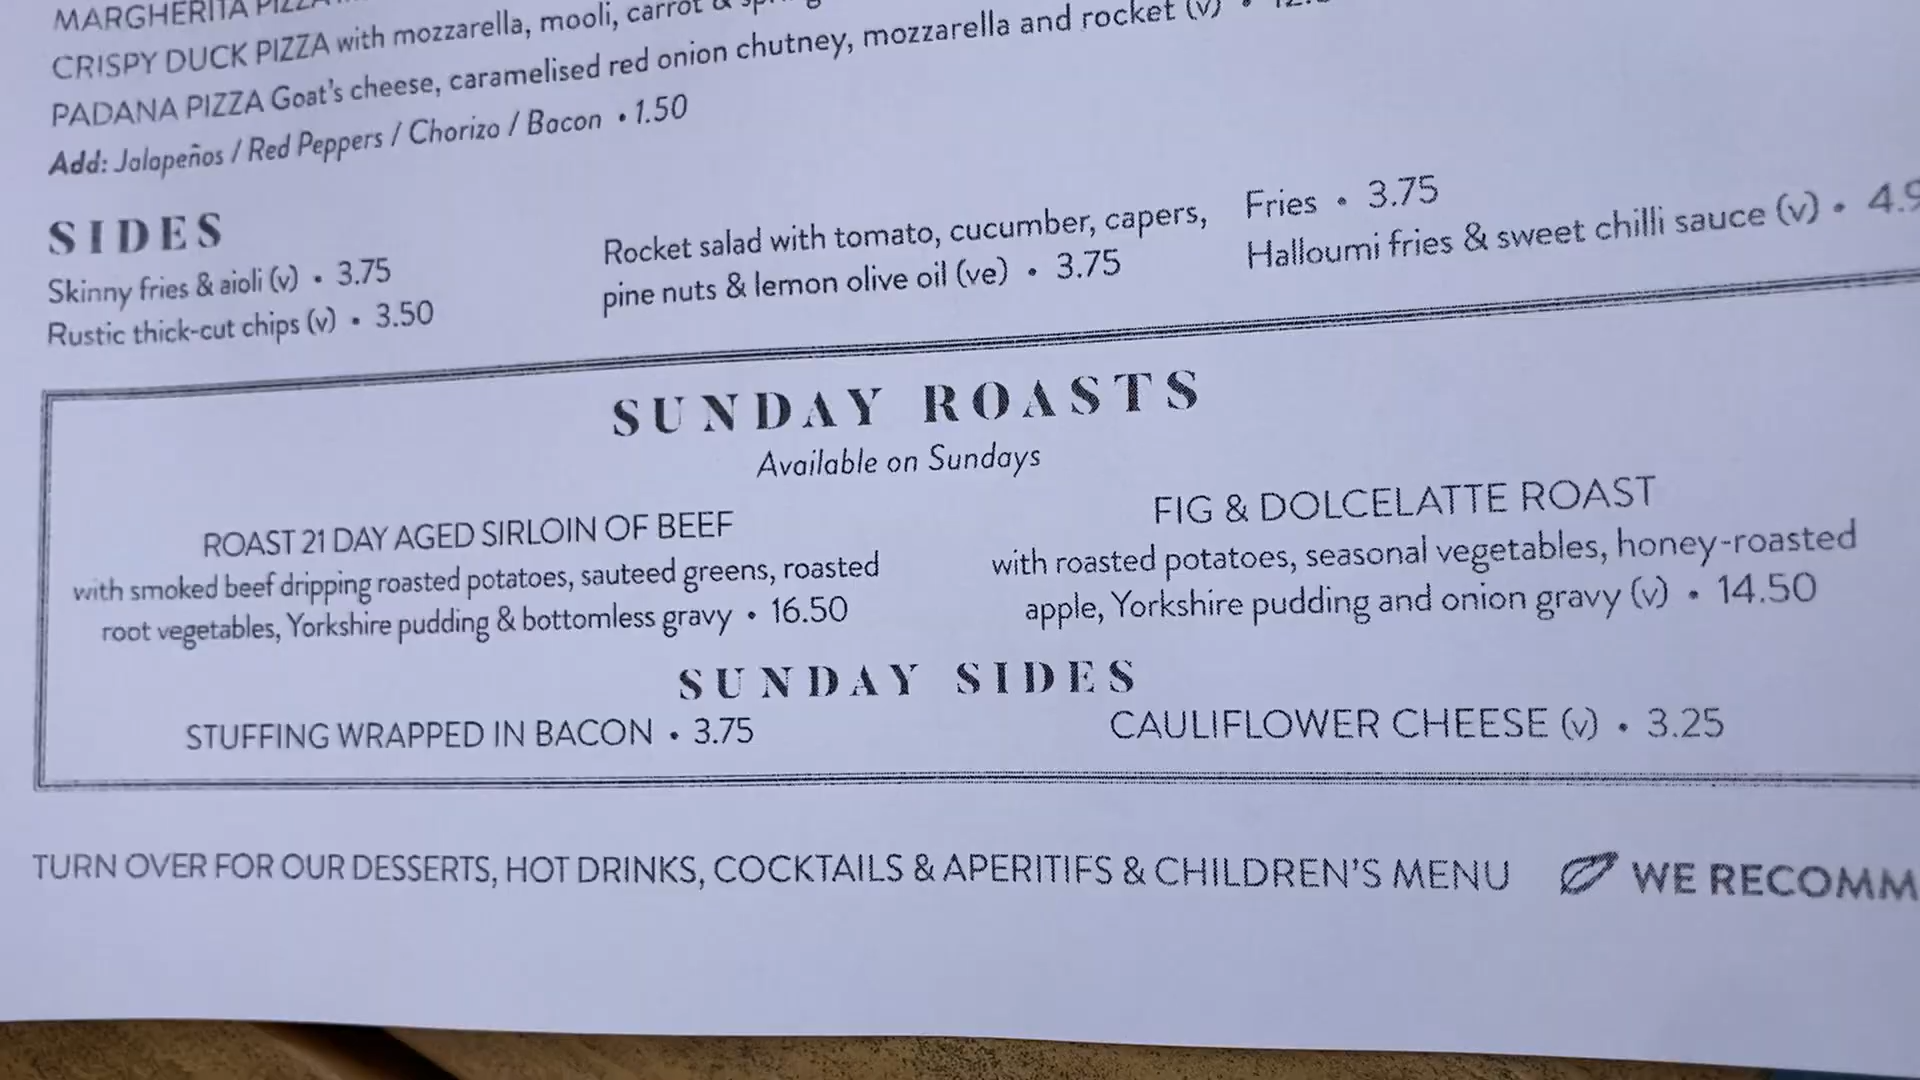 MARGHERITA PIZZA
CRISPY DUCK PIZZA with mozzarella, mooli, carrot &
PADANA PIZZA Goat's cheese, caramelised red onion chutney, mozzarella and rocket (v) •
Add: Jalapeños / Red Peppers / Chorizo / Bacon • 1.50
SIDES
Skinny fries & aioli (v) • 3.75
Rustic thick-cut chips (v) • 3.50
Rocket salad with tomato, cucumber, capers,
pine nuts & lemon olive oil (ve) • 3.75
Fries • 3.75
Halloumi fries & sweet chilli sauce (v) •
SUNDAY ROASTS
Available on Sundays
ROAST 21 DAY AGED SIRLOIN OF BEEF
with smoked beef dripping roasted potatoes, sauteed greens, roasted
root vegetables, Yorkshire pudding & bottomless gravy • 16.50
FIG & DOLCELATTE ROAST
with roasted potatoes, seasonal vegetables, honey-roasted
apple, Yorkshire pudding and onion gravy (v) • 14.50
SUNDAY SIDES
STUFFING WRAPPED IN BACON • 3.75
CAULIFLOWER CHEESE (v) • 3.25
TURN OVER FOR OUR DESSERTS, HOT DRINKS, COCKTAILS & APERITIFS & CHILDREN'S MENU
WE RECOMM